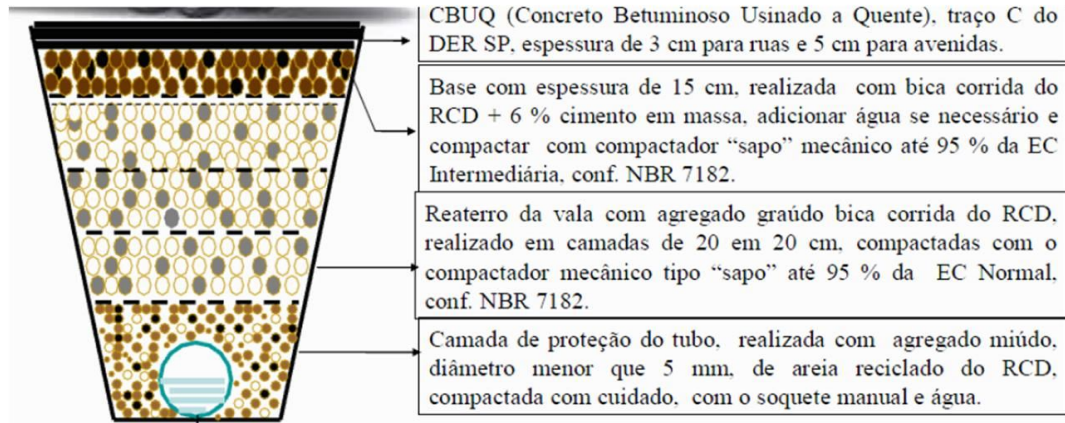 CBUQ (Concreto Betuminoso Usinado a Quente), traço C do
DER SP, espessura de 3 cm para ruas e 5 cm para avenidas.
Base com espessura de 15 cm, realizada com bica corrida do
RCD + 6 % cimento em massa, adicionar água se necessário e
compactar com compactador “sapo” mecânico até 95 % da EC
Intermediária, conf. NBR 7182.
Reaterro da vala com agregado graúdo bica corrida do RCD,
realizado em camadas de 20 em 20 cm, compactadas com o
compactador mecânico tipo “sapo” até 95 % da EC Normal,
conf. NBR 7182.
Camada de proteção do tubo, realizada com agregado miúdo,
diâmetro menor que 5 mm, de areia reciclado do RCD,
compactada com cuidado, com o soquete manual e água.